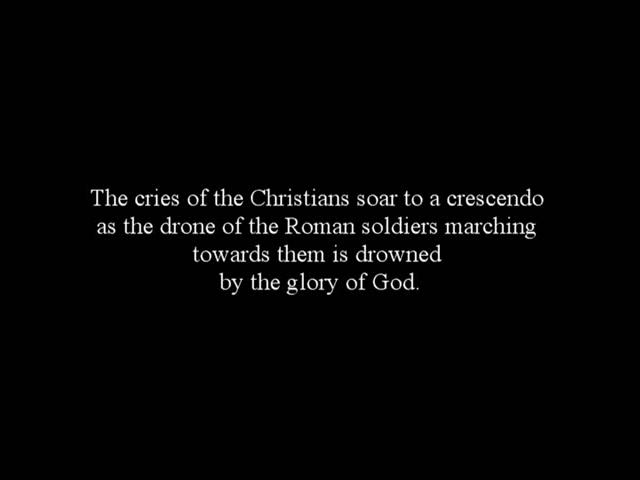 The cries of the Christians soar to a crescendo
as the drone of the Roman soldiers marching
towards them is drowned
by the glory of God.